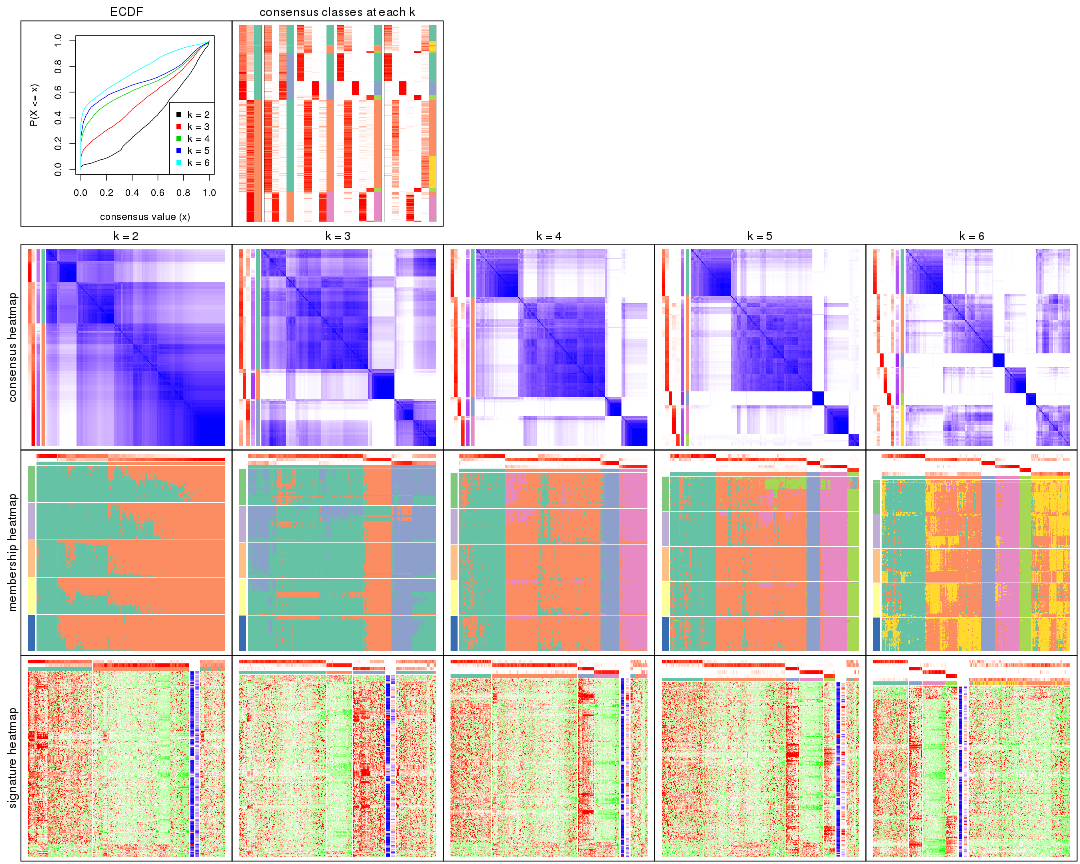 ECDF
consensus classes at each k
P(X <= x)
1.0
0.8
0.6
0.4
0.2
0.0
k = 2
k = 3
k = 4
k = 5
k = 6
0.0 0.2 0.4 0.6 0.8 1.0
consensus value (x)
k = 2 k = 3 k = 4 k = 5 k = 6
consensus heatmap
membership heatmap
signature heatmap